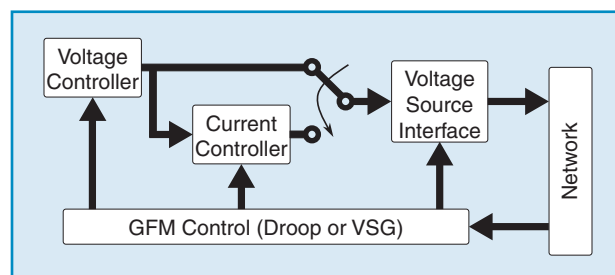 Voltage
Controller
Current
Controller
Voltage
Source
Interface
Network
GFM Control (Droop or VSG)